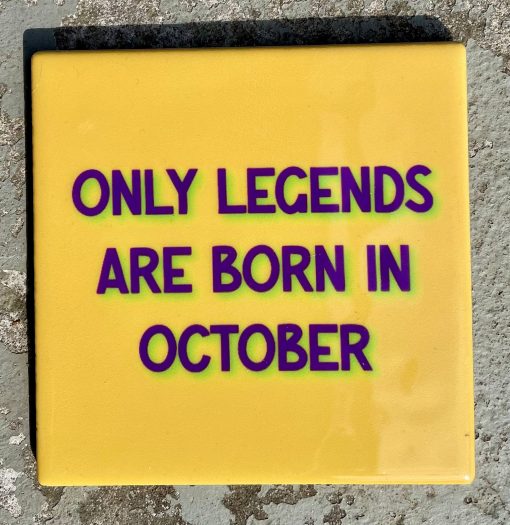 ONLY LEGENDS
ARE BORN IN
OCTOBER